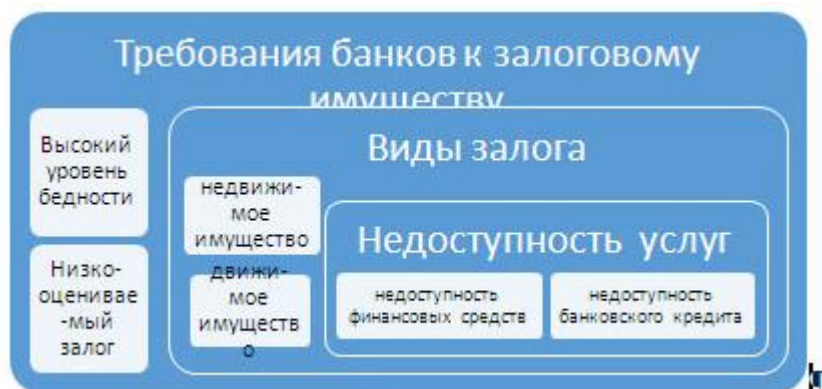 Требования банков к залоговому
имуществу
Высокий
уровень
бедности
Низко-
оценивае
-мый
залог
Виды залога
недвижи-
мое
имущество
движи-
мое
имуществ
о
Недоступность услуг
недоступность
финансовых средств
недоступность
банковского кредита